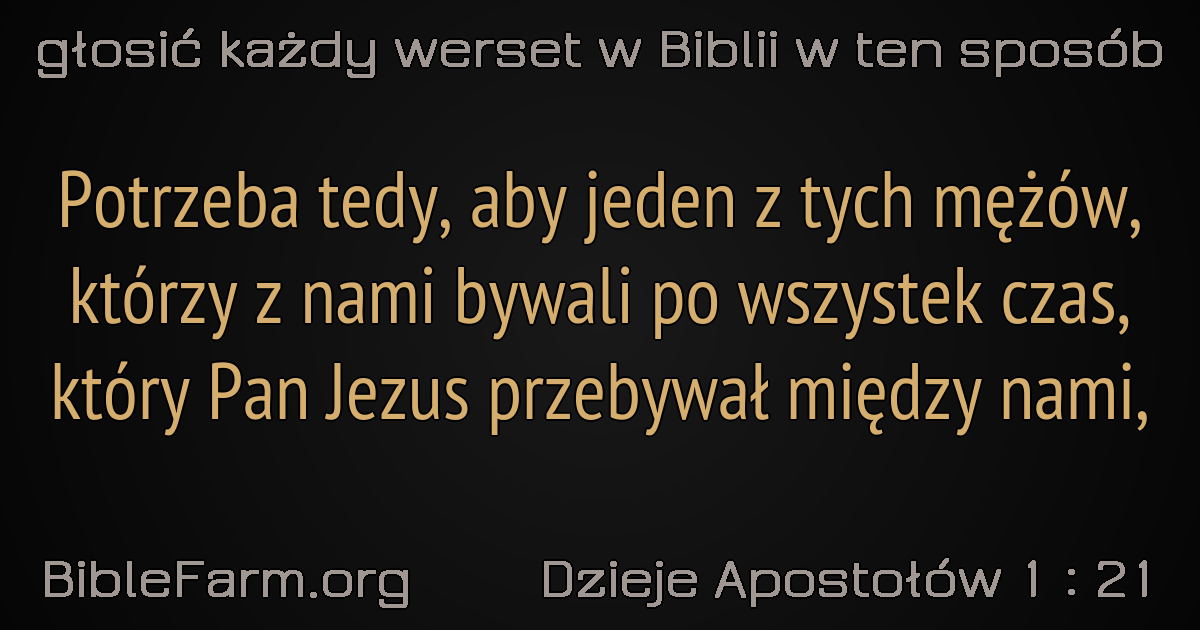 głosić każdy werset w Biblii w ten sposób
Potrzeba tedy, aby jeden z tych mężów,
którzy z nami bywali po wszystek czas,
który Pan Jezus przebywał między nami,
BibleFarm.org Dzieje Apostołów 1 : 21